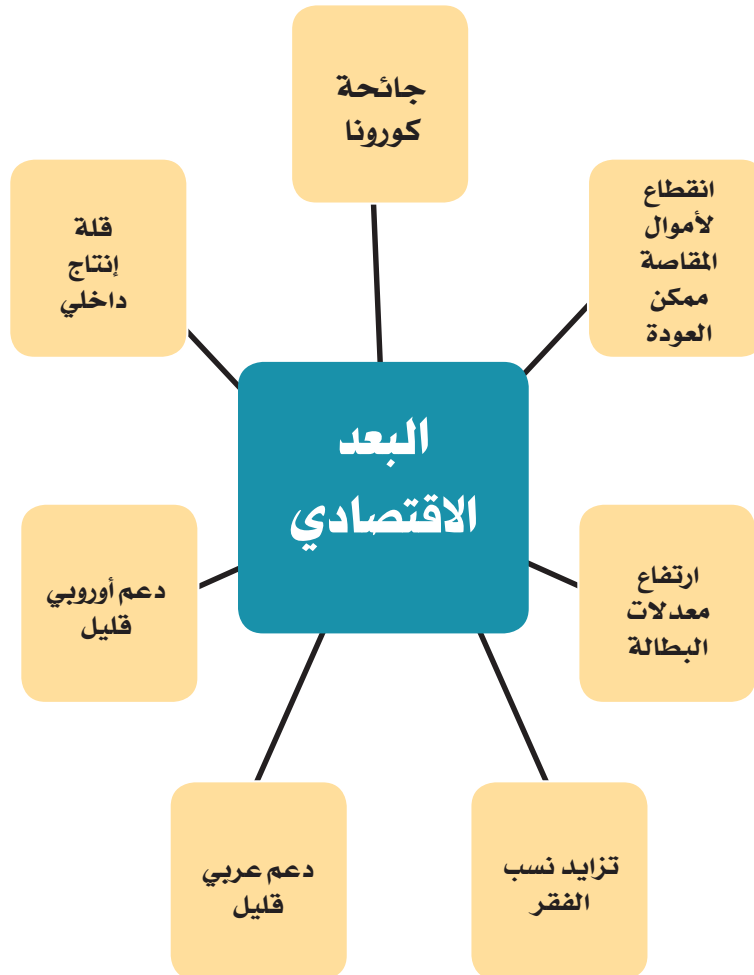 جائحة
كورونا
انقطاع
لأموال
المقاصة
ممكن
العودة
قلة
إنتاج
داخلي
البعد
الاقتصادي
ارتفاع
معدلات
البطالة
دعم أوروبي
قليل
تزايد نسب
الفقر
دعم عربي
قليل